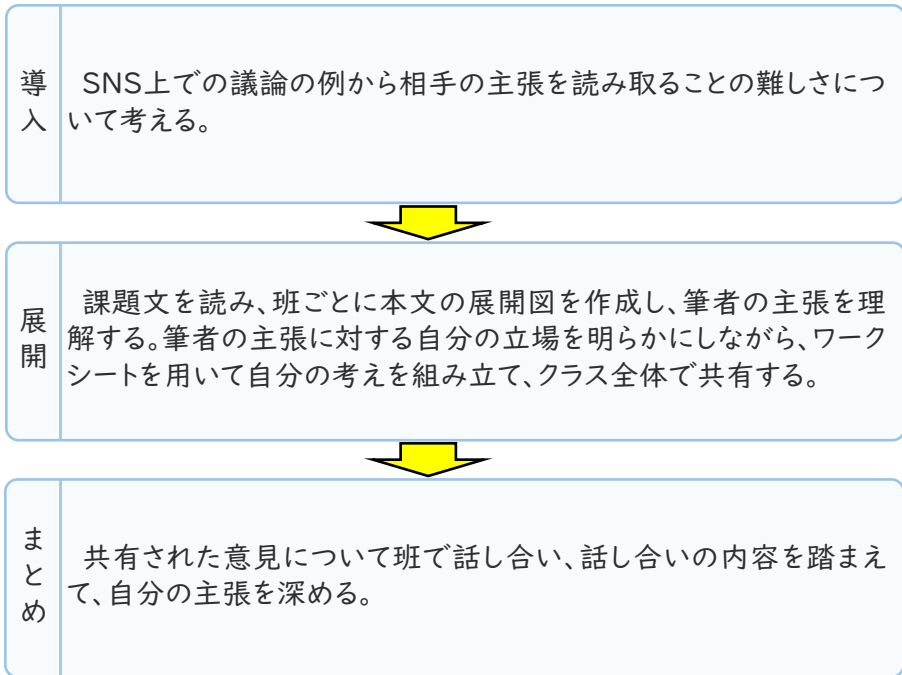 導入
SNS上での議論の例から相手の主張を読み取ることの難しさにつ
いて考える。
展開
課題文を読み、班ごとに本文の展開図を作成し、筆者の主張を理
解する。筆者の主張に対する自分の立場を明らかにしながら、ワーク
シートを用いて自分の考えを組み立て、クラス全体で共有する。
まとめ
共有された意見について班で話し合い、話し合いの内容を踏まえ
て、自分の主張を深める。